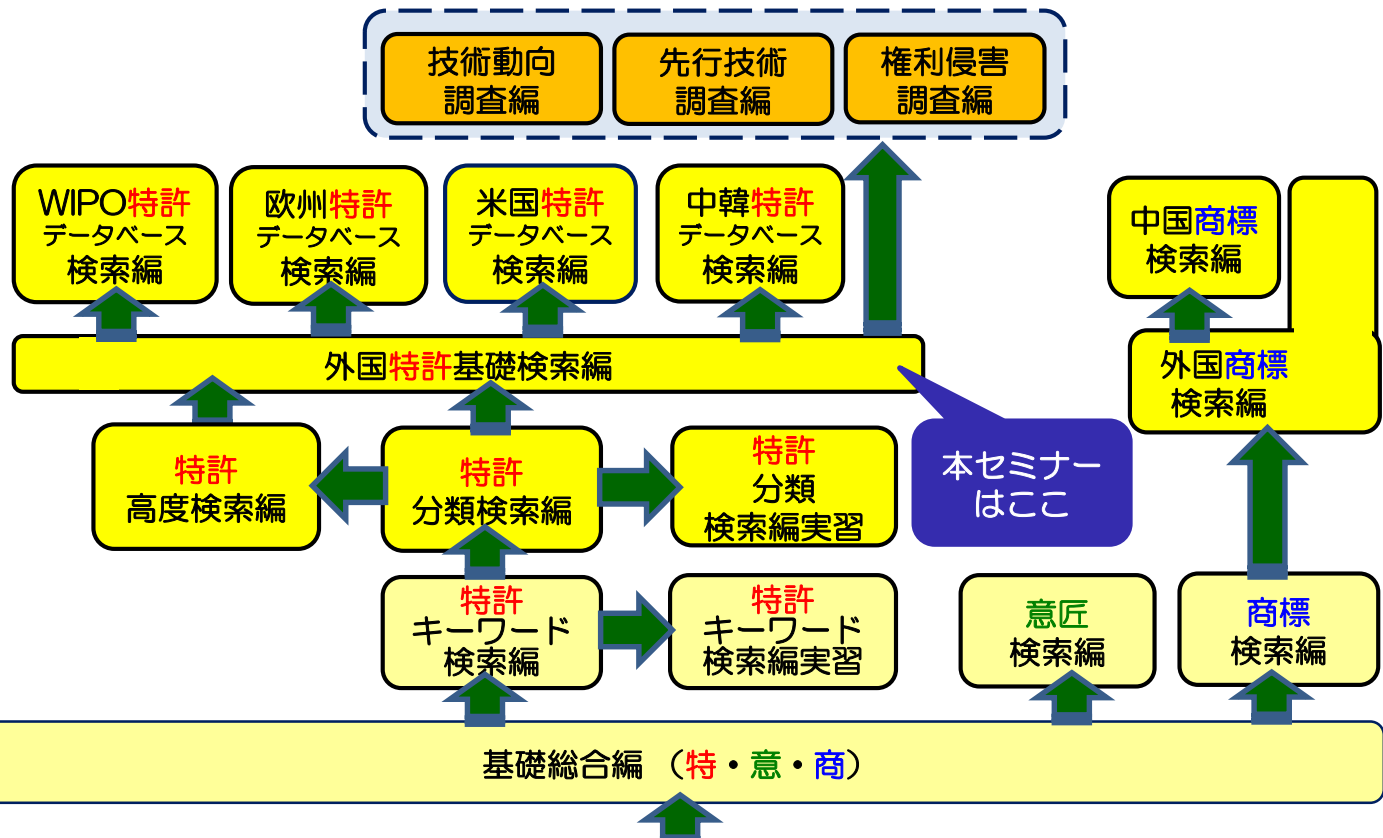 技術動向
調査編
先行技術
調査編
権利侵害
調査編
WIPO特許
データベース
検索編
欧州特許
データベース
検索編
米国特許
データベース
検索編
中韓特許
データベース
検索編
中国商標
検索編
外国特許基礎検索編
外国商標
検索編
特許
高度検索編
特許
分類検索編
特許
分類
検索編実習
本セミナー
はここ
特許
キーワード
検索編
特許
キーワード
検索編実習
意匠
検索編
商標
検索編
基礎総合編 （特・意・商）